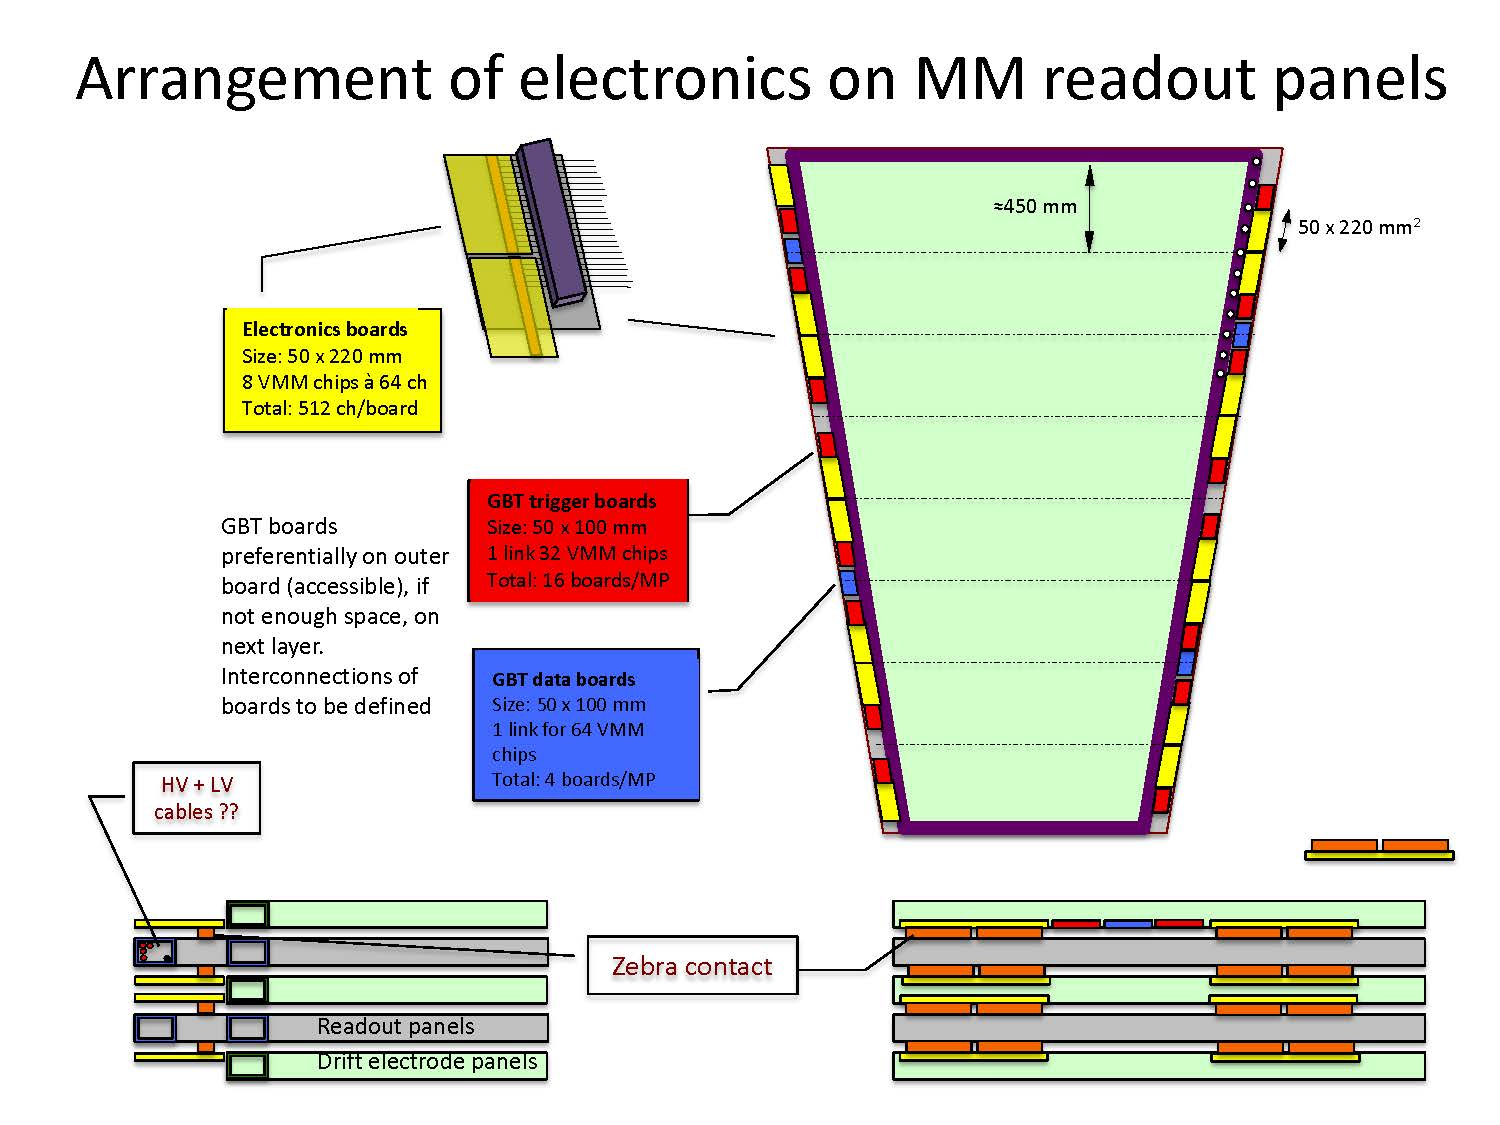 Arrangement of electronics on MM readout panels
≈450 mm
50 x 220 mm²
Electronics boards
Size: 50 x 220 mm
8 VMM chips à 64 ch
Total: 512 ch/board
GBT trigger boards
Size: 50 x 100 mm
1 link 32 VMM chips
Total: 16 boards/MP
GBT boards
preferentially on outer
board (accessible), if
not enough space, on
next layer.
Interconnections of
boards to be defined
GBT data boards
Size: 50 x 100 mm
1 link for 64 VMM
chips
Total: 4 boards/MP
HV + LV
cables ??
Zebra contact
Readout panels
Drift electrode panels